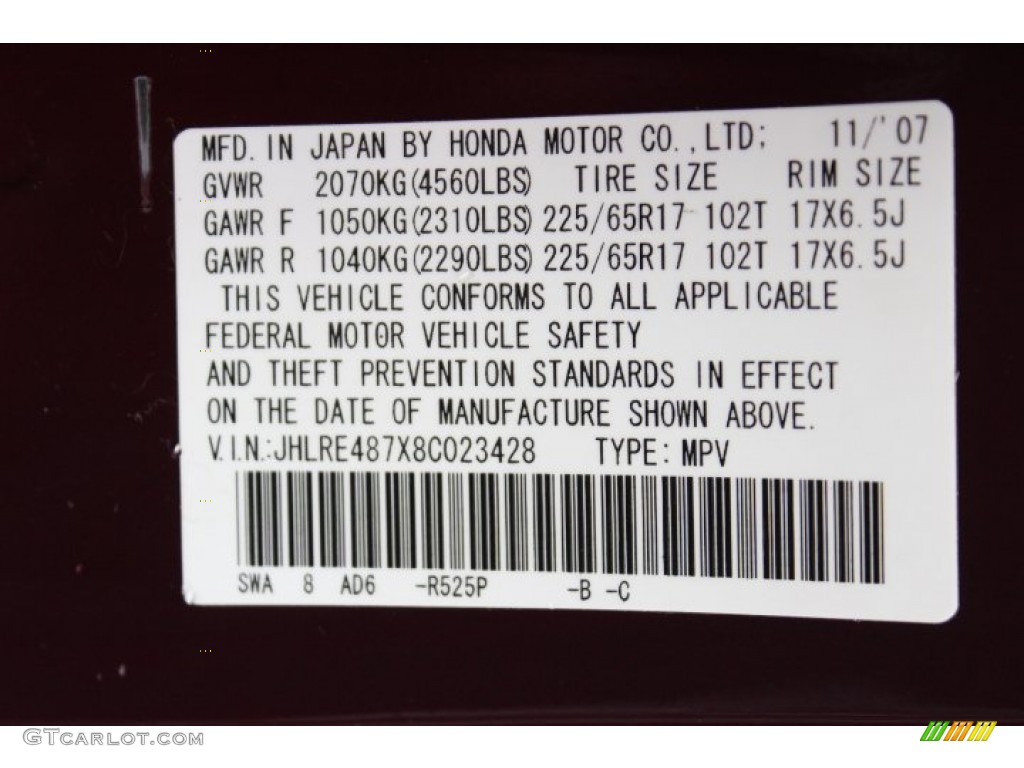 MFD. IN JAPAN BY HONDA MOTOR CO., LTD; 11/'07
GVWR 2070KG(4560LBS) TIRE SIZE RIM SIZE
GAWR F 1050KG(2310LBS) 225/65R17 102T 17X6.5J
GAWR R 1040KG(2290LBS) 225/65R17 102T 17X6.5J
THIS VEHICLE CONFORMS TO ALL APPLICABLE
FEDERAL MOTOR VEHICLE SAFETY
AND THEFT PREVENTION STANDARDS IN EFFECT
ON THE DATE OF MANUFACTURE SHOWN ABOVE.
V.I.N.:JHLRE487X8C023428 TYPE: MPV
SWA 8 AD6 -R525P -B -C
GTCARLOT.COM